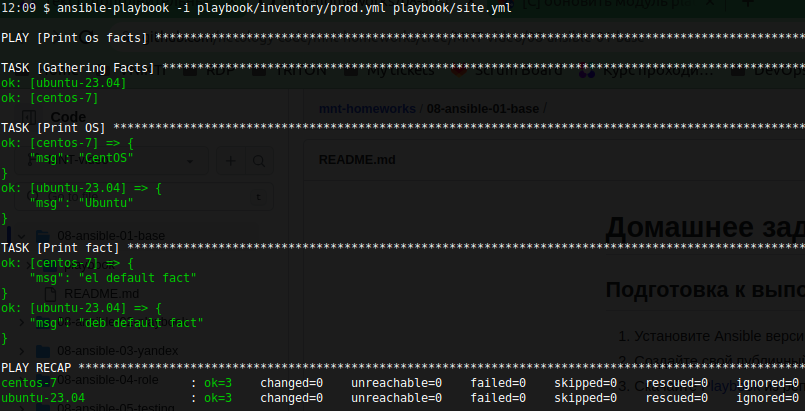 12:09 $ ansible-playbook -i playbook/inventory/prod.yml playbook/site.yml
PLAY [Print os facts] ****************************************************************************************************
TASK [Gathering Facts] ***************************************************************************************************
ok: [ubuntu-23.04]
ok: [centos-7]
TASK [Print OS] **********************************************************************************************************
ok: [centos-7] => {
"msg": "CentOS"
}
ok: [ubuntu-23.04] => {
"msg": "Ubuntu"
}
TASK [Print fact] ********************************************************************************************************
ok: [centos-7] => {
"msg": "el default fact"
}
ok: [ubuntu-23.04] => {
"msg": "deb default fact"
}
PLAY RECAP ***************************************************************************************************************
centos-7 : ok=3 changed=0 unreachable=0 failed=0 skipped=0 rescued=0 ignored=0
ubuntu-23.04 : ok=3 changed=0 unreachable=0 failed=0 skipped=0 rescued=0 ignored=0
RDP TRITON My tickets Scrum Board Курс проходи... DevOps
Code
mnt-homeworks / 08-ansible-01-base /
README.md
08-ansible-01-base
README.md
08-ansible-03-yandex
08-ansible-04-role
08-ansible-05-testing
Домашнее зад
Подготовка к выпо
1. Установите Ansible верси
2. Создайте свой публичный